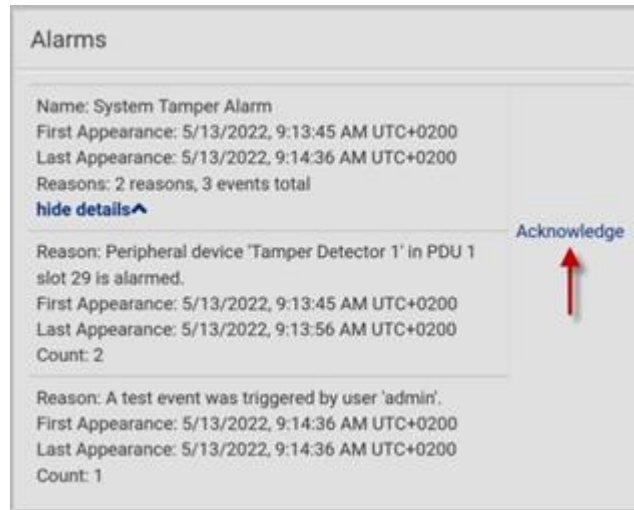 Alarms
Name: System Tamper Alarm
First Appearance: 5/13/2022, 9:13:45 AM UTC+0200
Last Appearance: 5/13/2022, 9:14:36 AM UTC+0200
Reasons: 2 reasons, 3 events total
hide details
Acknowledge
Reason: Peripheral device 'Tamper Detector 1' in PDU 1
slot 29 is alarmed.
First Appearance: 5/13/2022, 9:13:45 AM UTC+0200
Last Appearance: 5/13/2022, 9:13:56 AM UTC+0200
Count: 2
Reason: A test event was triggered by user 'admin'.
First Appearance: 5/13/2022, 9:14:36 AM UTC+0200
Last Appearance: 5/13/2022, 9:14:36 AM UTC+0200
Count: 1